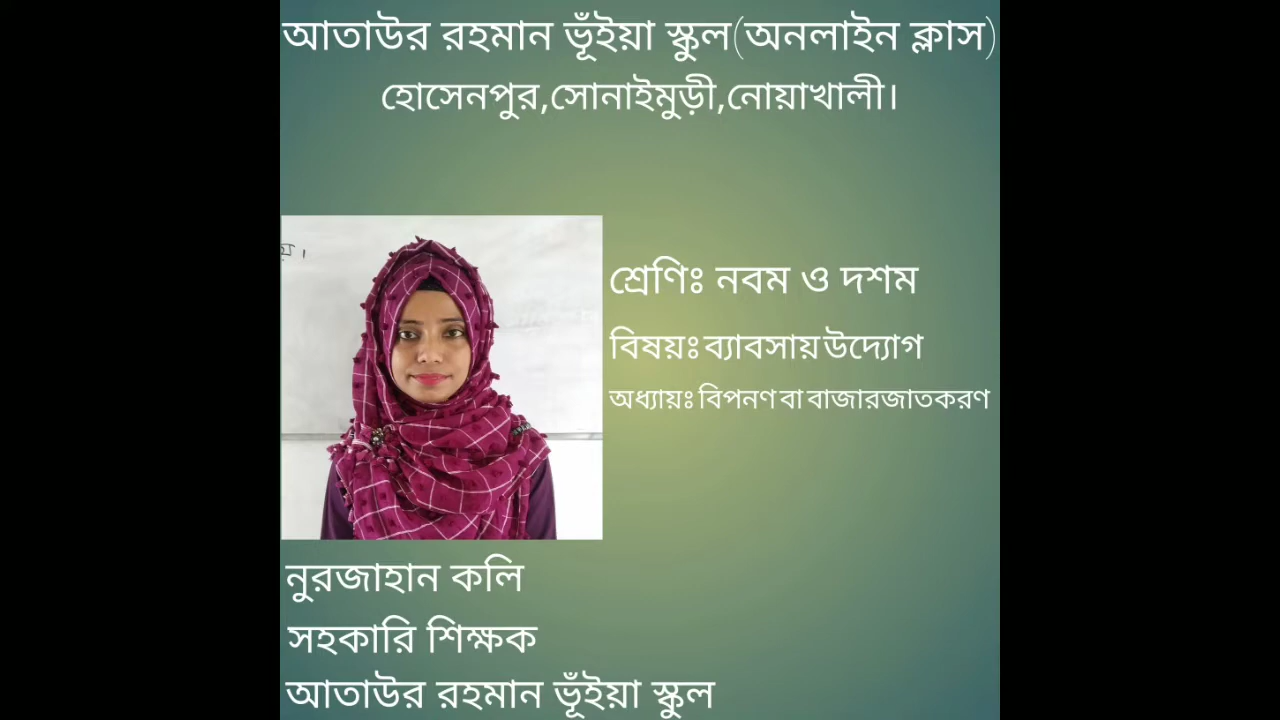 আতাউর রহমান ভূঁইয়া স্কুল(অনলাইন ক্লাস)
হোসেনপুর,সোনাইমুড়ী,নোয়াখালী।
শ্রেণিঃ নবম ও দশম
বিষয়ঃ ব্যাবসায় উদ্যোগ
অধ্যায়ঃ বিপনণ বা বাজারজাতকরণ
নুরজাহান কলি
সহকারি শিক্ষক
আতাউর রহমান ভূঁইয়া স্কুল